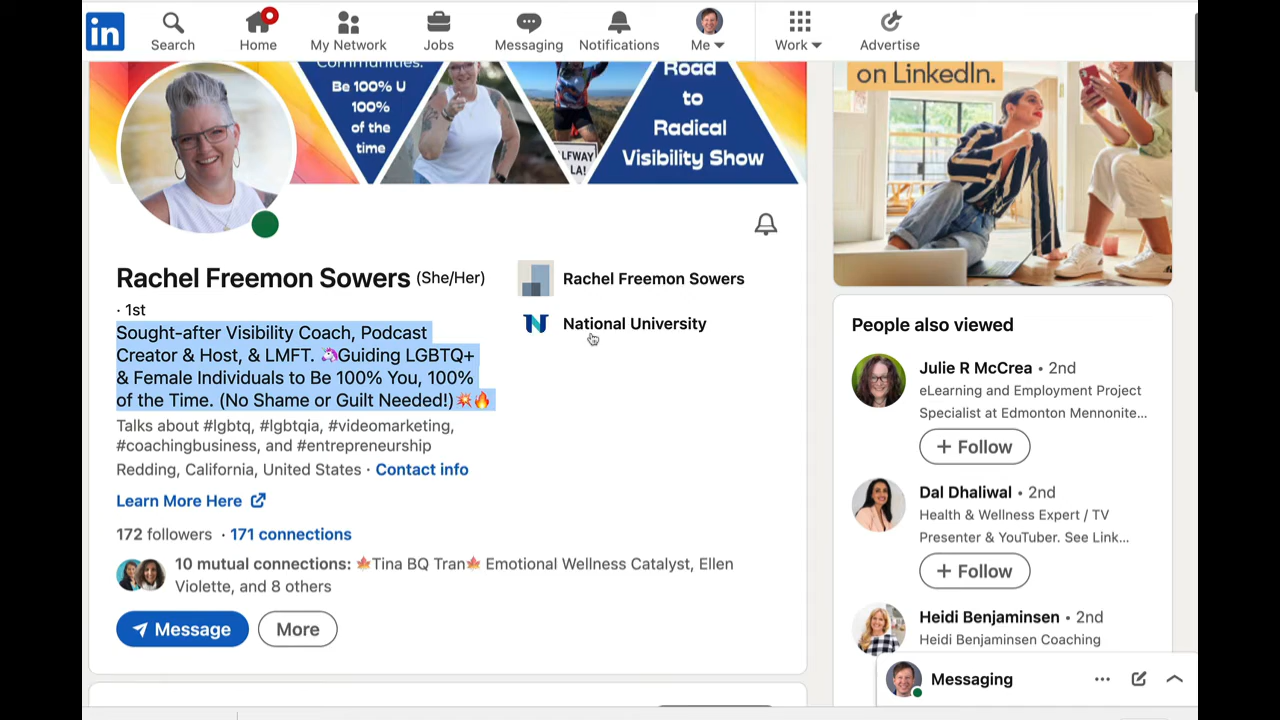 in
Search
Home
My Network
Jobs
Messaging
Notifications
Me
Work
Advertise
Communities:
Be 100% U
100%
of the
time
LFWAY
LA!
Road
to
Radical
Visibility Show
on LinkedIn.
Rachel Freemon Sowers (She/Her)
· 1st
Sought-after Visibility Coach, Podcast
Creator & Host, & LMFT. 🦄Guiding LGBTQ+
& Female Individuals to Be 100% You, 100%
of the Time. (No Shame or Guilt Needed!)💥🔥
Talks about #lgbtq, #lgbtqia, #videomarketing,
#coachingbusiness, and #entrepreneurship
Redding, California, United States · Contact info
Learn More Here
172 followers · 171 connections
10 mutual connections: 🍁Tina BQ Tran🍁 Emotional Wellness Catalyst, Ellen
Violette, and 8 others
Message
More
Rachel Freemon Sowers
N National University
People also viewed
Julie R McCrea • 2nd
eLearning and Employment Project
Specialist at Edmonton Mennonite...
+ Follow
Dal Dhaliwal • 2nd
Health & Wellness Expert / TV
Presenter & YouTuber. See Link...
+ Follow
Heidi Benjaminsen • 2nd
Heidi Benjaminsen Coaching
Messaging